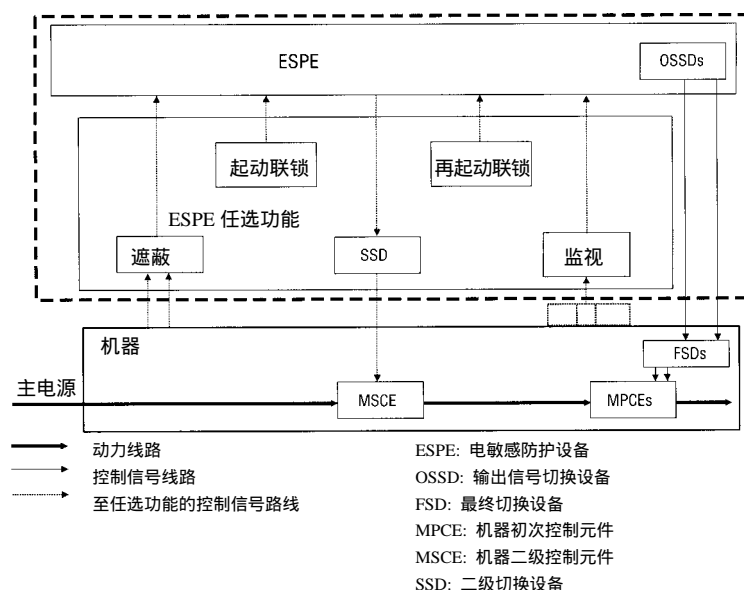 ESPE
OSSDs
起动联锁
再起动联锁
ESPE 任选功能
遮蔽
SSD
监视
机器
FSDs
主电源
MSCE
MPCEs
动力线路
控制信号线路
至任选功能的控制信号路线
ESPE: 电敏感防护设备
OSSD: 输出信号切换设备
FSD: 最终切换设备
MPCE: 机器初次控制元件
MSCE: 机器二级控制元件
SSD: 二级切换设备